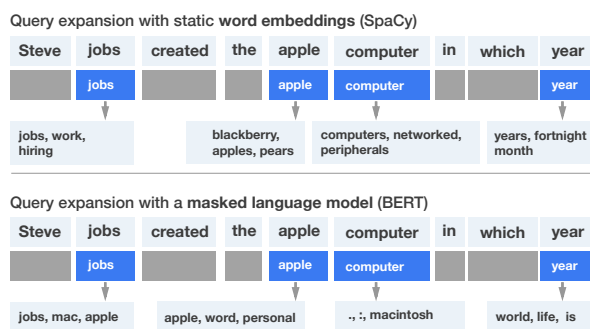 Query expansion with static word embeddings (SpaCy)
Steve jobs created the apple computer in which year
jobs apple computer year
jobs, work, hiring
blackberry, apples, pears
computers, networked, peripherals
years, fortnight month
Query expansion with a masked language model (BERT)
Steve jobs created the apple computer in which year
jobs apple computer year
jobs, mac, apple
apple, word, personal
., :, macintosh
world, life, is